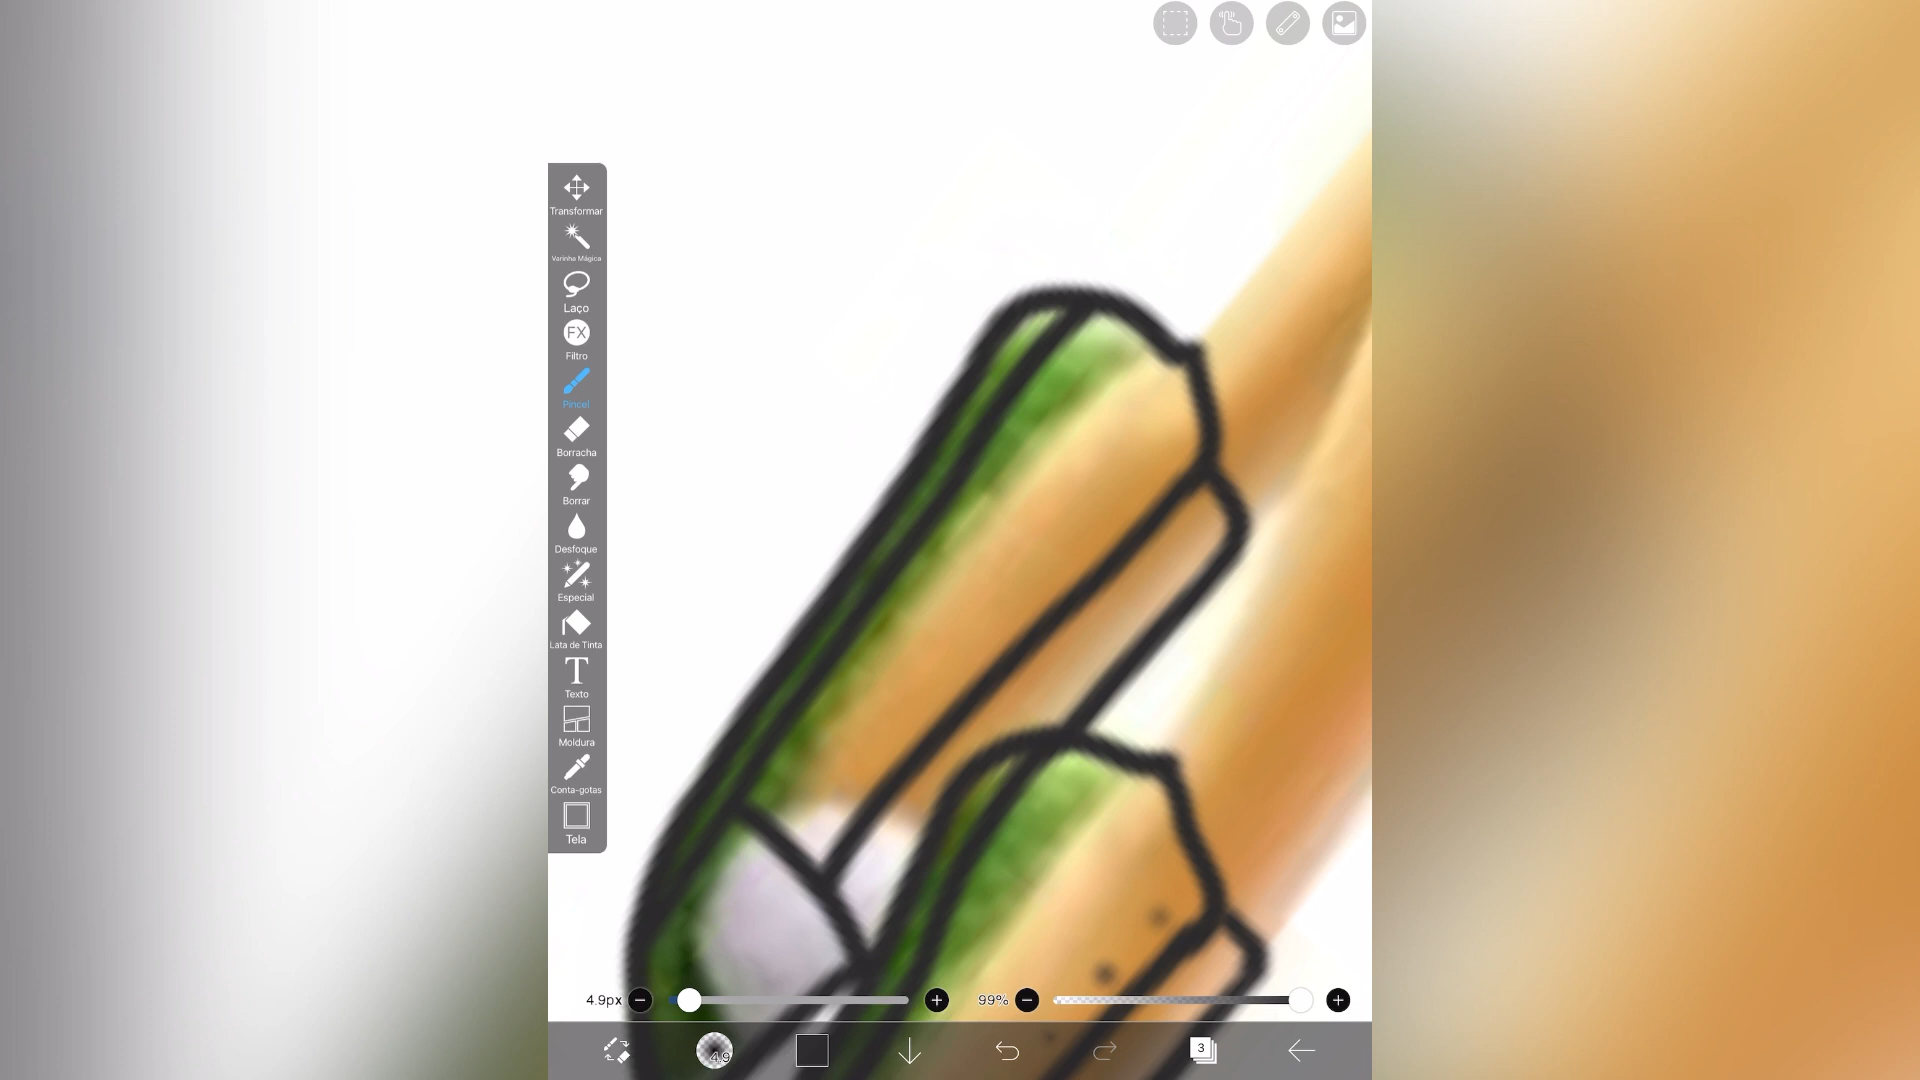 Transformar
Varinha Mágica
Laço
FX
Filtro
Pincel
Borracha
Borrar
Desfoque
Especial
Lata de Tinta
T
Texto
Moldura
Conta-gotas
Tela
4.9px
99%
4.9
3